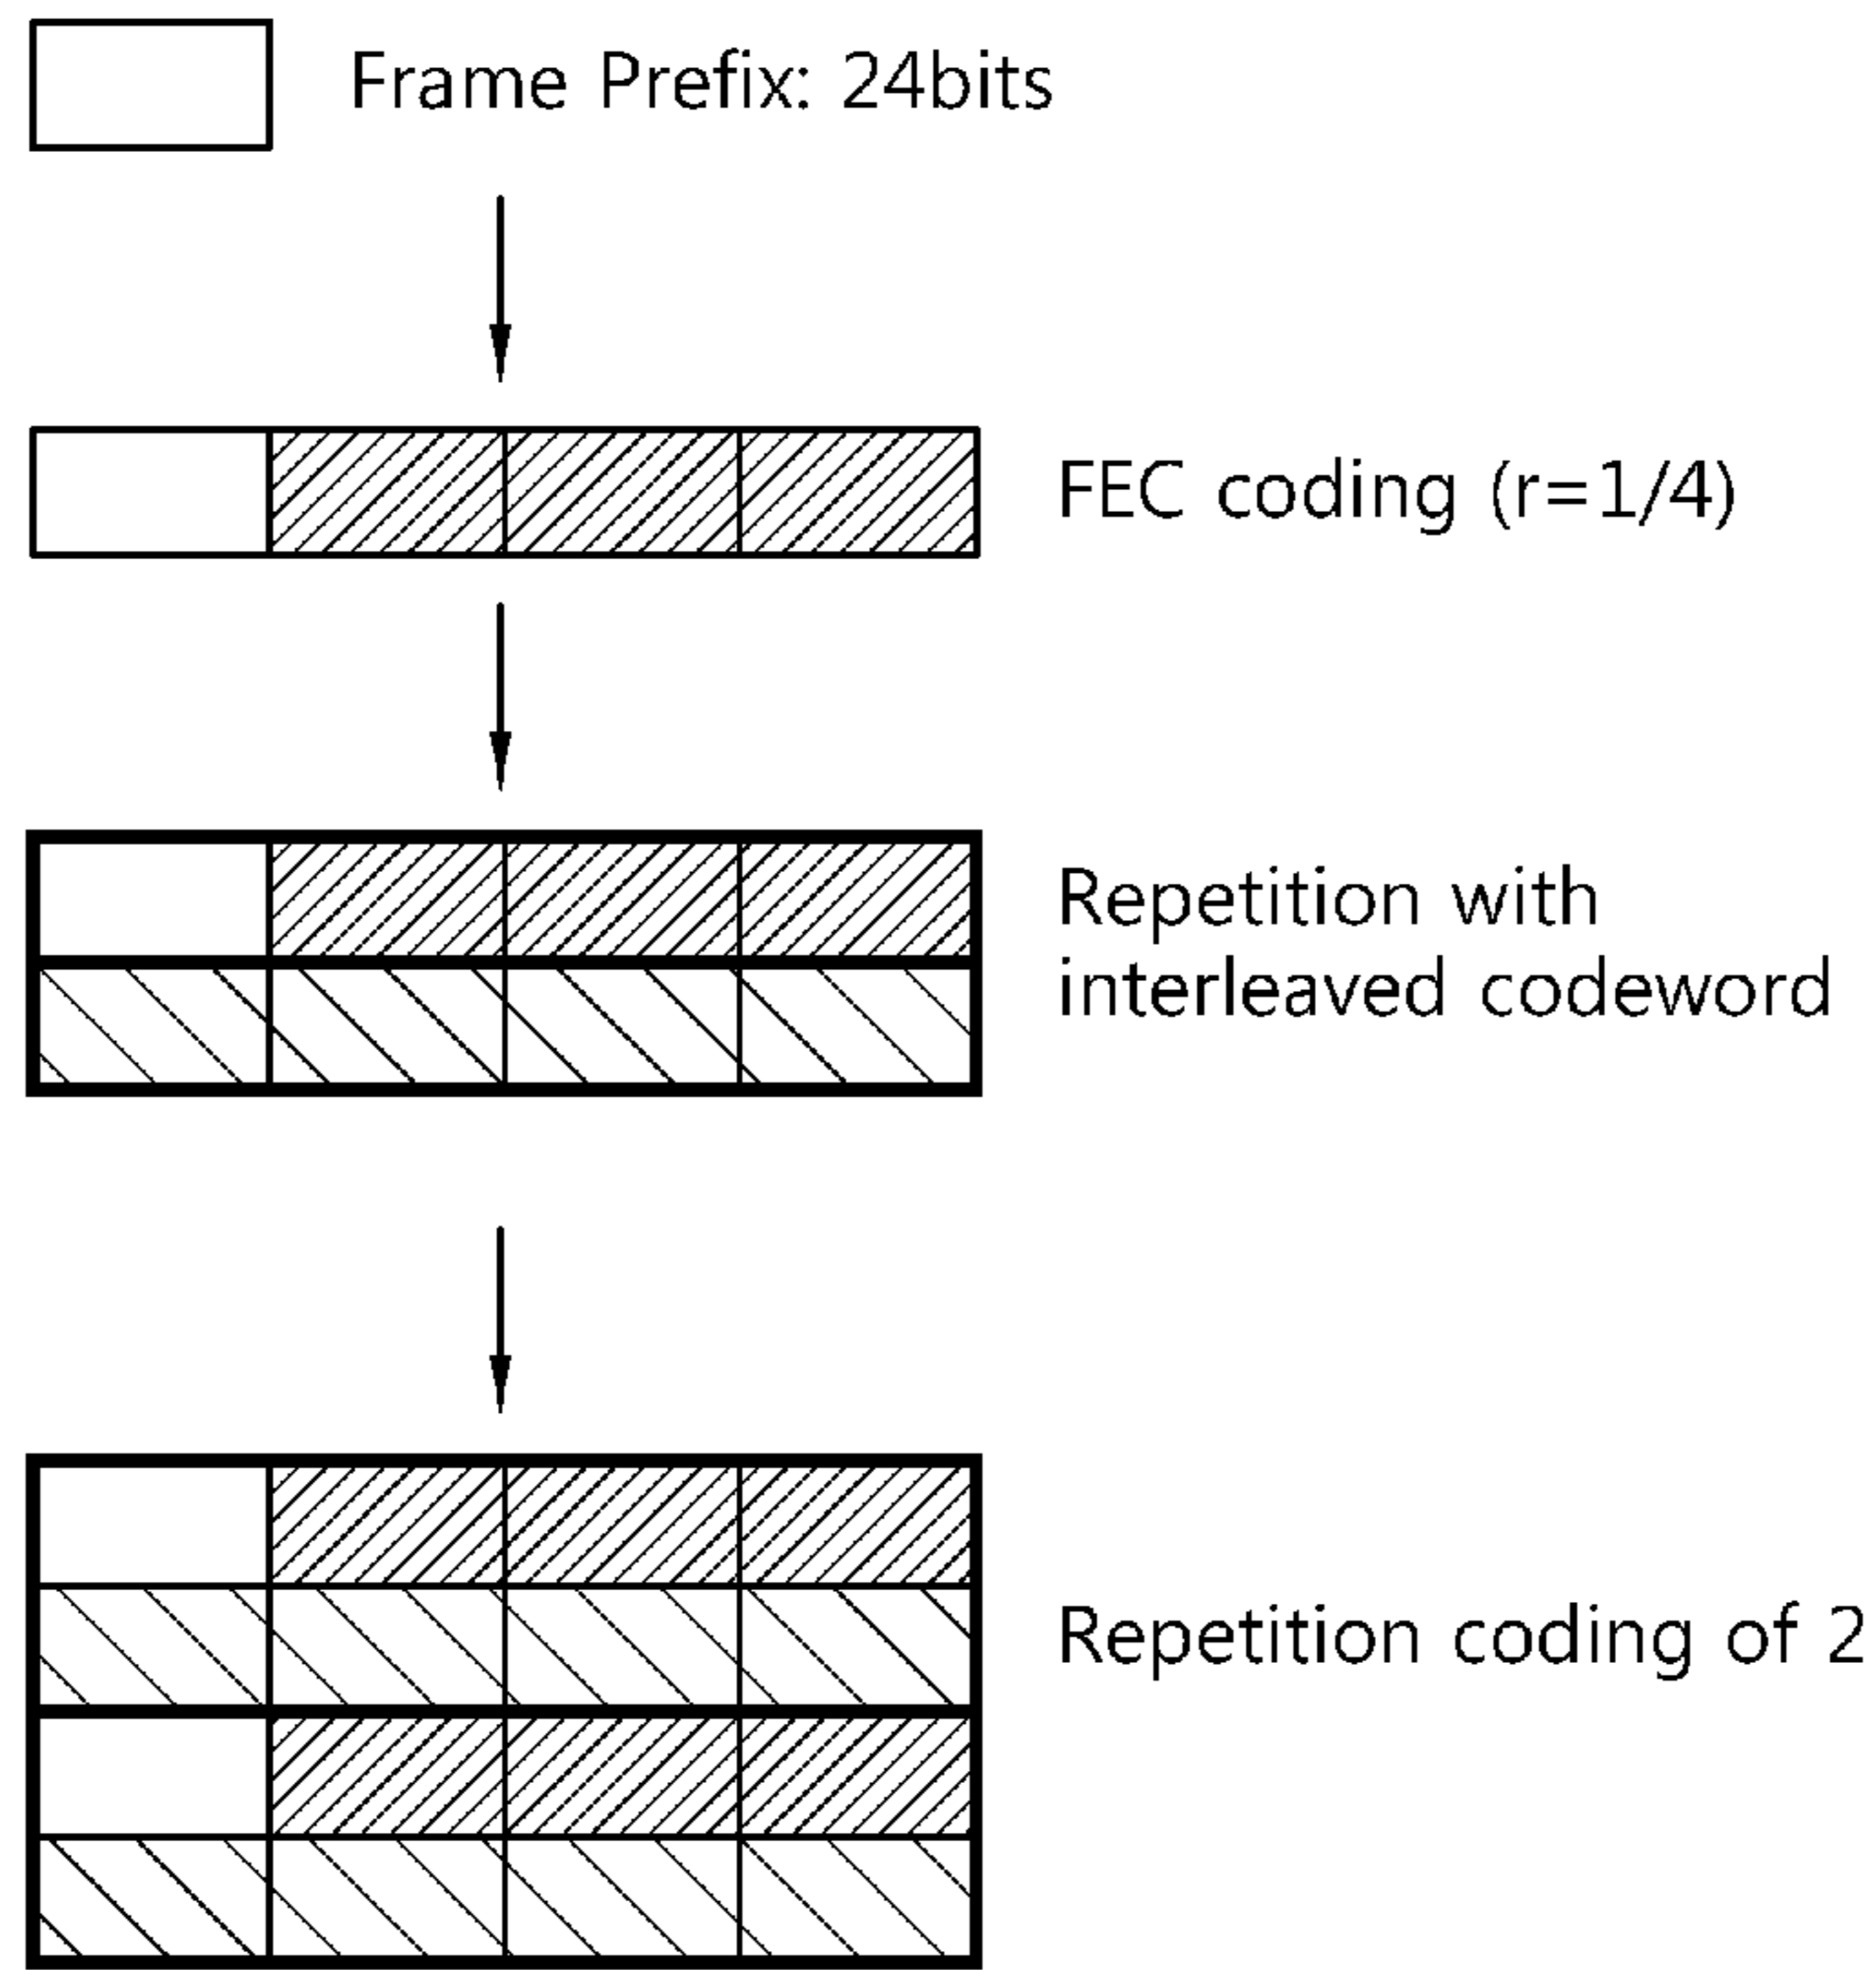 Frame Prefix: 24bits
FEC coding (r=1/4)
Repetition with
interleaved codeword
Repetition coding of 2